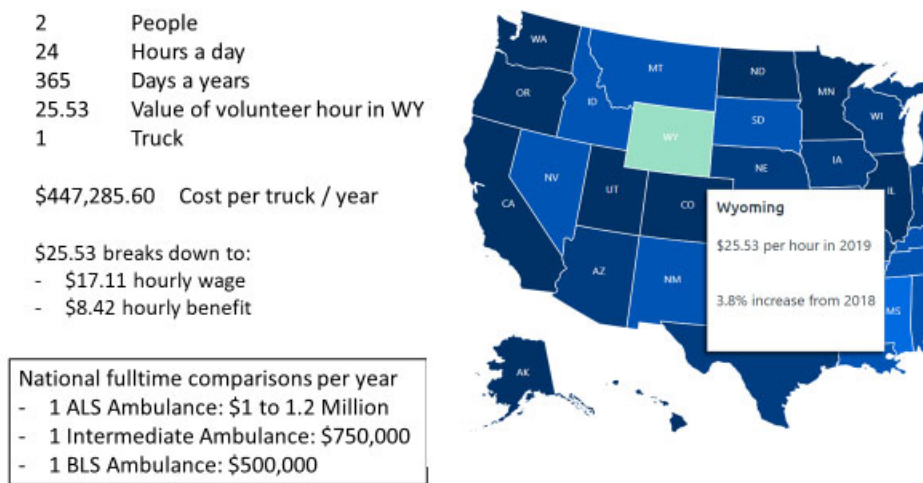 2 People
24 Hours a day
365 Days a years
25.53 Value of volunteer hour in WY
1 Truck
$447,285.60 Cost per truck / year
$25.53 breaks down to:
- $17.11 hourly wage
- $8.42 hourly benefit
National fulltime comparisons per year
- 1 ALS Ambulance: $1 to 1.2 Million
- 1 Intermediate Ambulance: $750,000
- 1 BLS Ambulance: $500,000
WA
MT
ND
MN
OR
ID
SD
WI
WY
NE
IA
NV
UT
CO
IL
CA
AZ
NM
MS
AK
Wyoming
$25.53 per hour in 2019
3.8% increase from 2018